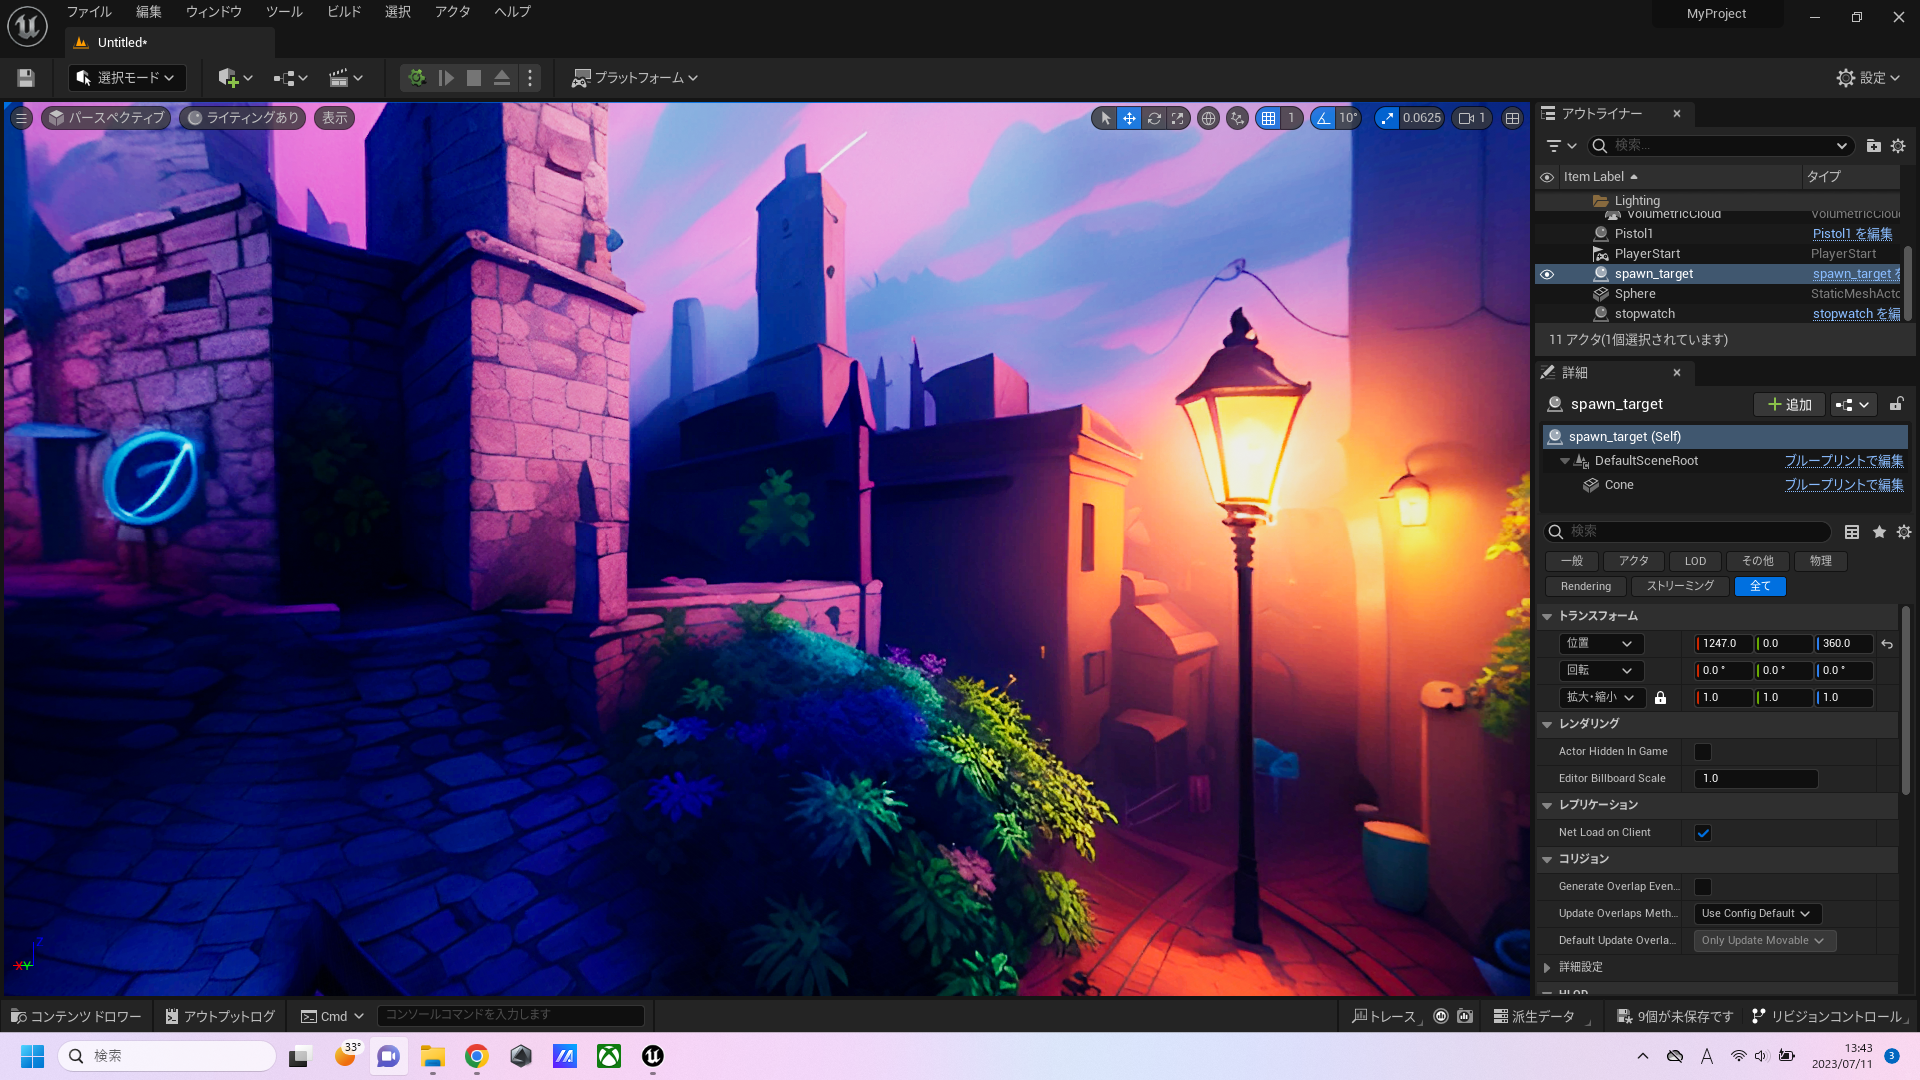 ファイル 編集 ウィンドウ ツール ビルド 選択 アクタ ヘルプ
MyProject
Untitled*
選択モード
プラットフォーム
設定
パースペクティブ ライティングあり 表示
1 10° 0.0625 1
アウトライナー
検索...
Item Label タイプ
Lighting
VolumetricCloud VolumetricClou
Pistol1 Pistol1 を編集
PlayerStart PlayerStart
spawn_target spawn_target を
Sphere StaticMeshActo
stopwatch stopwatch を編
11 アクタ(1個選択されています)
詳細
spawn_target
追加
spawn_target (Self)
DefaultSceneRoot ブループリントで編集
Cone ブループリントで編集
検索
一般 アクタ LOD その他 物理
Rendering ストリーミング 全て
トランスフォーム
位置 1247.0 0.0 360.0
回転 0.0 ° 0.0 ° 0.0 °
拡大・縮小 1.0 1.0 1.0
レンダリング
Actor Hidden In Game
Editor Billboard Scale 1.0
レプリケーション
Net Load on Client
コリジョン
Generate Overlap Even...
Update Overlaps Meth... Use Config Default
Default Update Overla... Only Update Movable
詳細設定
HLOD
Z
X Y
コンテンツ ドロワー アウトプットログ Cmd コンソールコマンドを入力します
トレース 派生データ 9個が未保存です リビジョンコントロール
検索
33°
A
13:43
2023/07/11
3